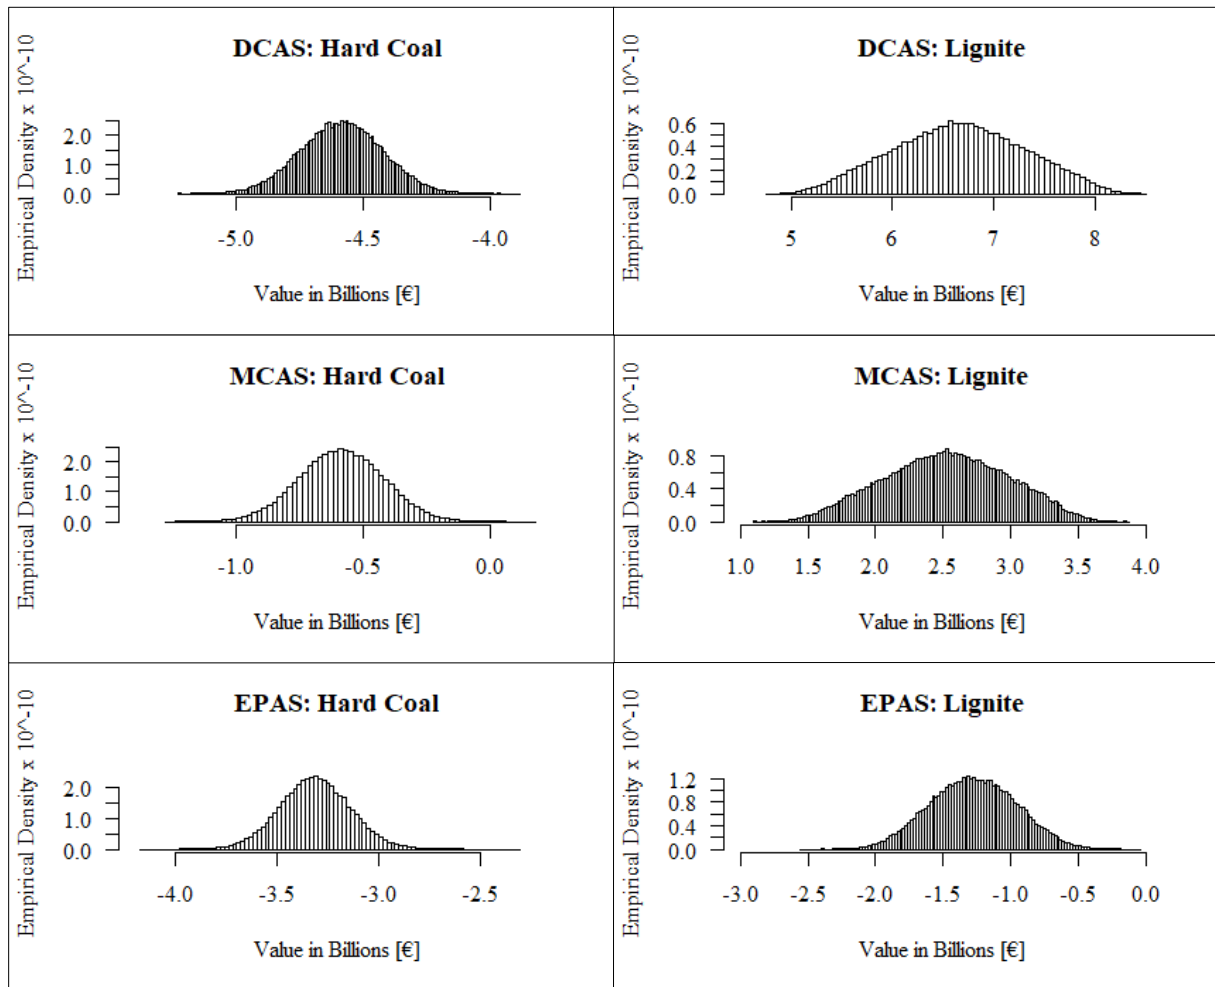 DCAS: Hard Coal
Empirical Density x 10^-10
2.0
1.0
0.0
-5.0 -4.5 -4.0
Value in Billions [€]
DCAS: Lignite
Empirical Density x 10^-10
0.6
0.4
0.2
0.0
5 6 7 8
Value in Billions [€]
MCAS: Hard Coal
Empirical Density x 10^-10
2.0
1.0
0.0
-1.0 -0.5 0.0
Value in Billions [€]
MCAS: Lignite
Empirical Density x 10^-10
0.8
0.4
0.0
1.0 1.5 2.0 2.5 3.0 3.5 4.0
Value in Billions [€]
EPAS: Hard Coal
Empirical Density x 10^-10
2.0
1.0
0.0
-4.0 -3.5 -3.0 -2.5
Value in Billions [€]
EPAS: Lignite
Empirical Density x 10^-10
1.2
0.8
0.4
0.0
-3.0 -2.5 -2.0 -1.5 -1.0 -0.5 0.0
Value in Billions [€]